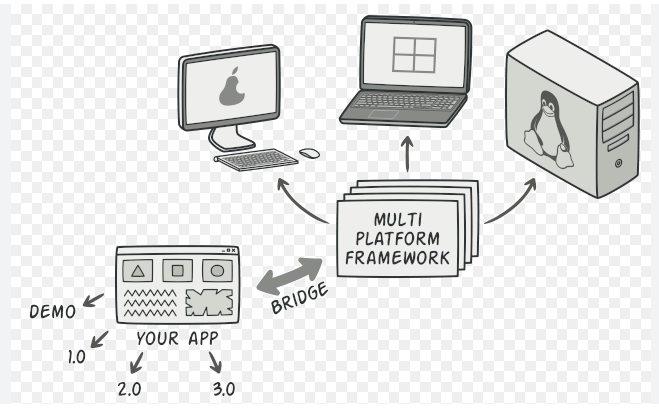 MULTI
PLATFORM
FRAMEWORK
BRIDGE
DEMO
YOUR APP
1.0
2.0
3.0